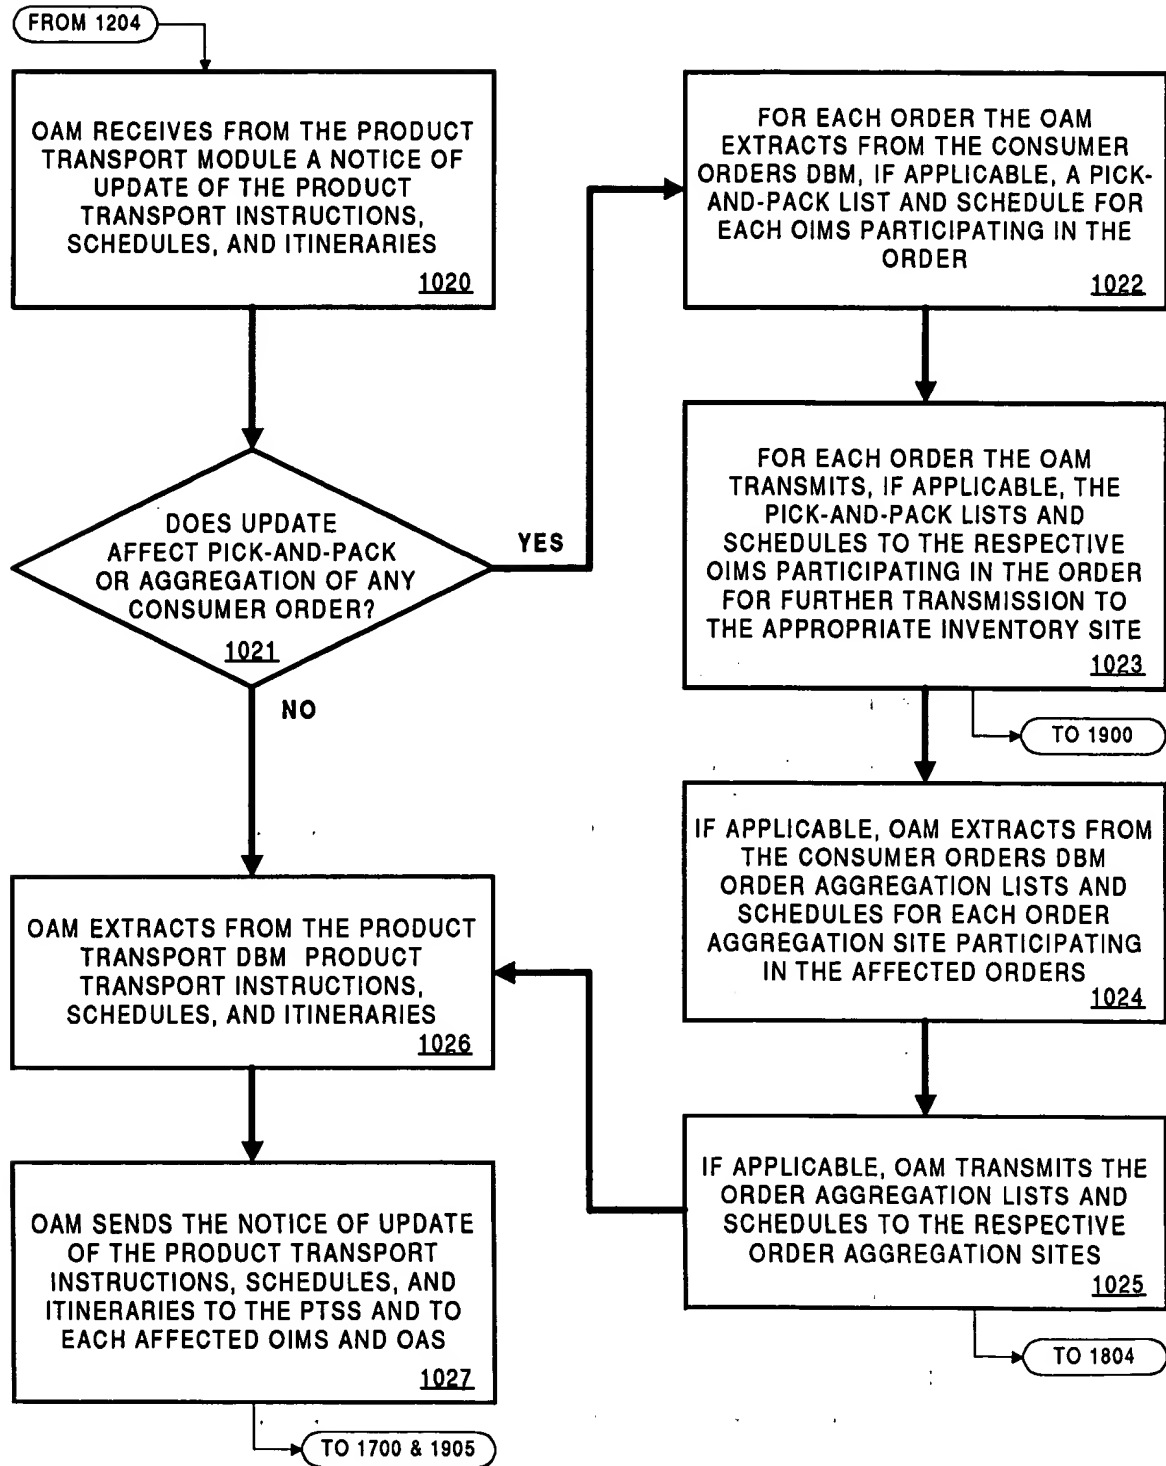 FROM 1204
OAM RECEIVES FROM THE PRODUCT
TRANSPORT MODULE A NOTICE OF
UPDATE OF THE PRODUCT
TRANSPORT INSTRUCTIONS,
SCHEDULES, AND ITINERARIES
1020
DOES UPDATE
AFFECT PICK-AND-PACK
OR AGGREGATION OF ANY
CONSUMER ORDER?
1021
YES
NO
FOR EACH ORDER THE OAM
EXTRACTS FROM THE CONSUMER
ORDERS DBM, IF APPLICABLE, A PICK-
AND-PACK LIST AND SCHEDULE FOR
EACH OIMS PARTICIPATING IN THE
ORDER
1022
FOR EACH ORDER THE OAM
TRANSMITS, IF APPLICABLE, THE
PICK-AND-PACK LISTS AND
SCHEDULES TO THE RESPECTIVE
OIMS PARTICIPATING IN THE ORDER
FOR FURTHER TRANSMISSION TO
THE APPROPRIATE INVENTORY SITE
1023
TO 1900
IF APPLICABLE, OAM EXTRACTS FROM
THE CONSUMER ORDERS DBM
ORDER AGGREGATION LISTS AND
SCHEDULES FOR EACH ORDER
AGGREGATION SITE PARTICIPATING
IN THE AFFECTED ORDERS
1024
IF APPLICABLE, OAM TRANSMITS THE
ORDER AGGREGATION LISTS AND
SCHEDULES TO THE RESPECTIVE
ORDER AGGREGATION SITES
1025
TO 1804
OAM EXTRACTS FROM THE PRODUCT
TRANSPORT DBM PRODUCT
TRANSPORT INSTRUCTIONS,
SCHEDULES, AND ITINERARIES
1026
OAM SENDS THE NOTICE OF UPDATE
OF THE PRODUCT TRANSPORT
INSTRUCTIONS, SCHEDULES, AND
ITINERARIES TO THE PTSS AND TO
EACH AFFECTED OIMS AND OAS
1027
TO 1700 & 1905